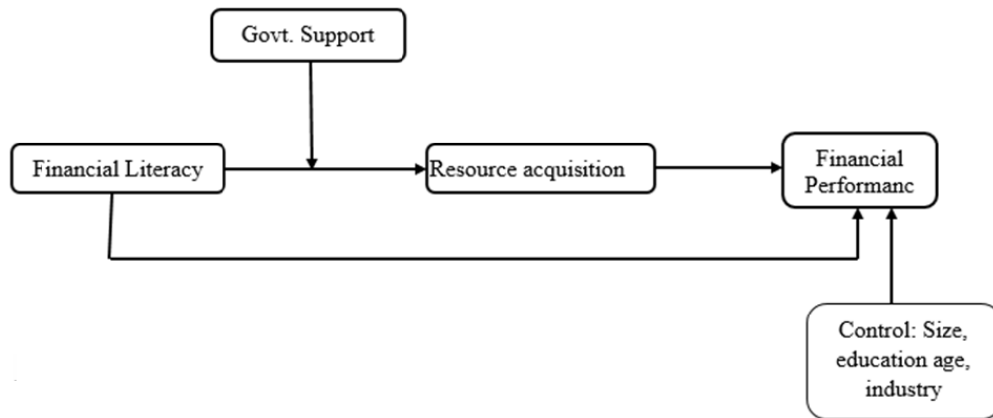 Govt. Support
Financial Literacy
Resource acquisition
Financial
Performanc
Control: Size,
education age,
industry